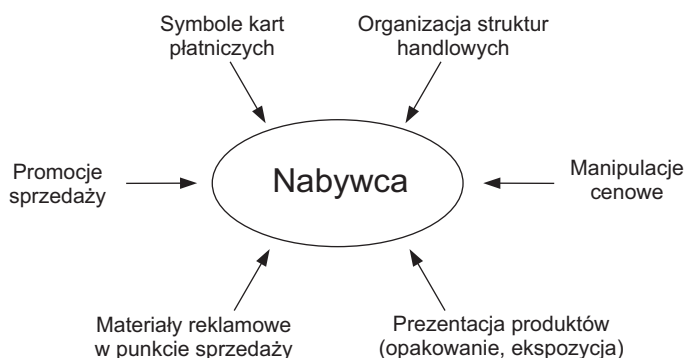 Symbole kart
płatniczych
Organizacja struktur
handlowych
Promocje
sprzedaży
Nabywca
Manipulacje
cenowe
Materiały reklamowe
w punkcie sprzedaży
Prezentacja produktów
(opakowanie, ekspozycja)